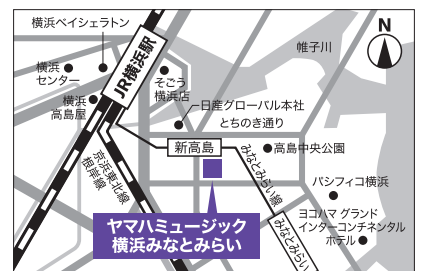 横浜ベイシェラトン
N
帷子川
JR横浜駅
横浜
センター
そごう
横浜店
横浜
高島屋
日産グローバル本社
とちのき通り
新高島
高島中央公園
京浜東北線
根岸線
みなとみらい線
パシフィコ横浜
ヤマハミュージック
横浜みなとみらい
ヨコハマ グランド
インターコンチネンタル
ホテル
みなとみらい